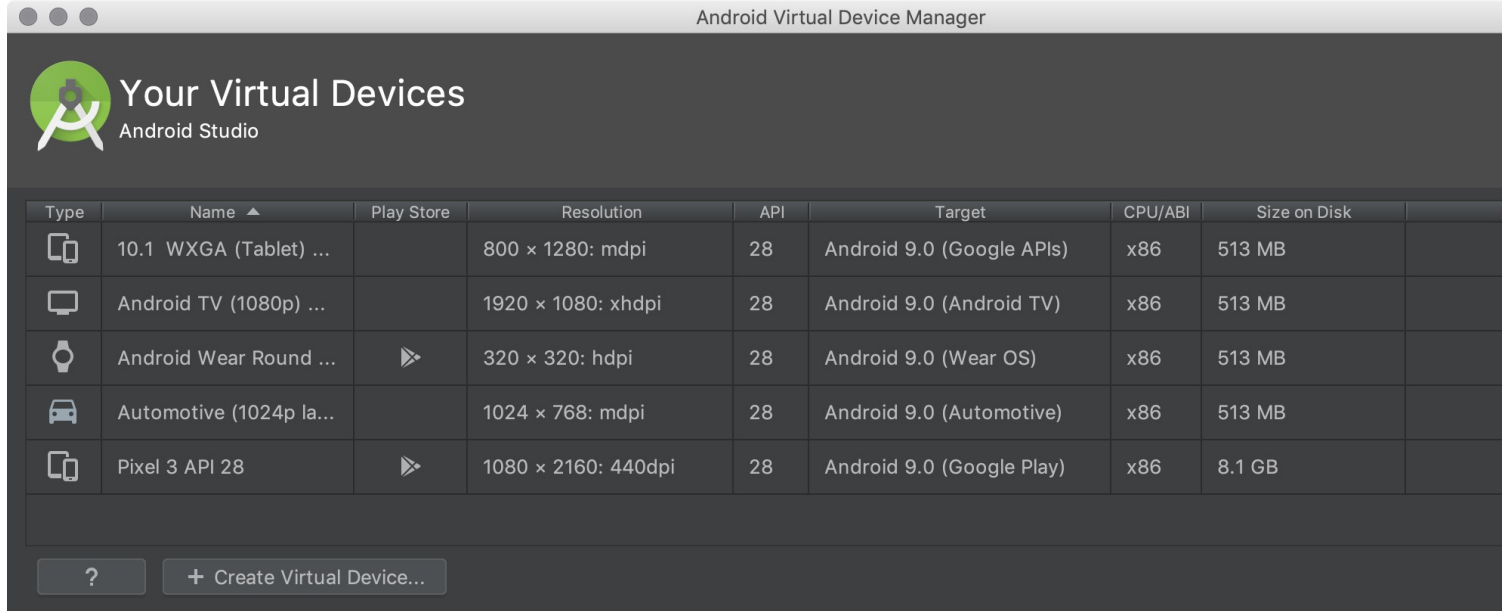 Android Virtual Device Manager
Your Virtual Devices
Android Studio
Type Name Play Store Resolution API Target CPU/ABI Size on Disk
10.1 WXGA (Tablet) ... 800 × 1280: mdpi 28 Android 9.0 (Google APIs) x86 513 MB
Android TV (1080p) ... 1920 × 1080: xhdpi 28 Android 9.0 (Android TV) x86 513 MB
Android Wear Round ... 320 × 320: hdpi 28 Android 9.0 (Wear OS) x86 513 MB
Automotive (1024p la... 1024 × 768: mdpi 28 Android 9.0 (Automotive) x86 513 MB
Pixel 3 API 28 1080 × 2160: 440dpi 28 Android 9.0 (Google Play) x86 8.1 GB
? + Create Virtual Device...